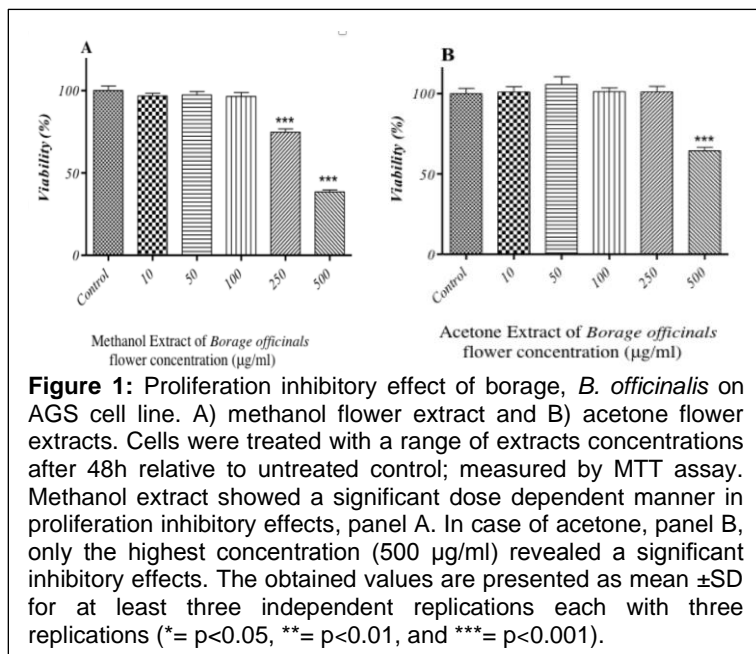 A
B
Viability (%)
100
50
0
***
***
Control
10
50
100
250
500
Methanol Extract of Borage officinals
flower concentration (µg/ml)
Viability (%)
100
50
0
***
Control
10
50
100
250
500
Acetone Extract of Borage officinals
flower concentration (µg/ml)
Figure 1: Proliferation inhibitory effect of borage, B. officinalis on
AGS cell line. A) methanol flower extract and B) acetone flower
extracts. Cells were treated with a range of extracts concentrations
after 48h relative to untreated control; measured by MTT assay.
Methanol extract showed a significant dose dependent manner in
proliferation inhibitory effects, panel A. In case of acetone, panel B,
only the highest concentration (500 µg/ml) revealed a significant
inhibitory effects. The obtained values are presented as mean ±SD
for at least three independent replications each with three
replications (*= p<0.05, **= p<0.01, and ***= p<0.001).